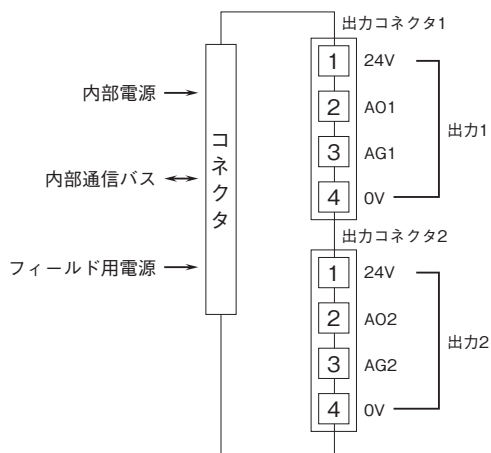 内部電源
内部通信バス
フィールド用電源
コネクタ
出力コネクタ1
1 24V
2 AO1
3 AG1
4 0V
出力1
出力コネクタ2
1 24V
2 AO2
3 AG2
4 0V
出力2